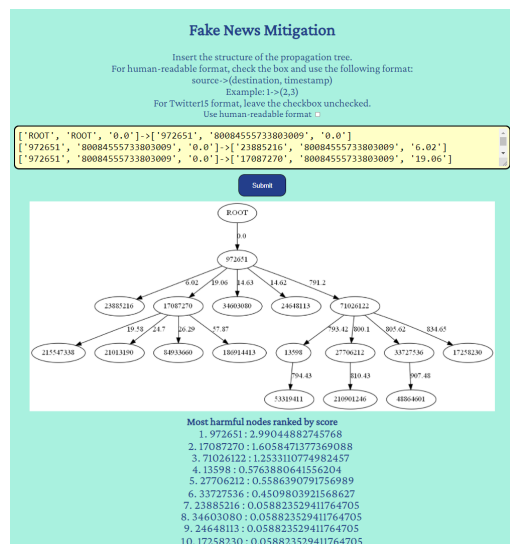 Fake News Mitigation
Insert the structure of the propagation tree.
For human-readable format, check the box and use the following format:
source->(destination, timestamp)
Example: 1->(2,3)
For Twitter15 format, leave the checkbox unchecked.
Use human-readable format
['ROOT', 'ROOT', '0.0']->['972651', '80084555733803009', '0.0']
['972651', '80084555733803009', '0.0']->['23885216', '80084555733803009', '6.02']
['972651', '80084555733803009', '0.0']->['17087270', '80084555733803009', '19.06']
Submit
ROOT
0.0
972651
6.02 19.06 14.63 14.62 791.2
23885216 17087270 34603080 24648113 71026122
19.58 24.7 26.29 57.87 793.42 800.1 805.62 834.65
215547338 21013190 84933660 186914413 13598 27706212 33727536 17258230
794.43 810.43 907.48
53319411 210901246 48864601
Most harmful nodes ranked by score
1. 972651 : 2.99044882745768
2. 17087270 : 1.6058471377369088
3. 71026122 : 1.2533110774982457
4. 13598 : 0.5763880641556204
5. 27706212 : 0.5586390791756989
6. 33727536 : 0.4509803921568627
7. 23885216 : 0.058823529411764705
8. 34603080 : 0.058823529411764705
9. 24648113 : 0.058823529411764705
10. 17258230 : 0.058823529411764705